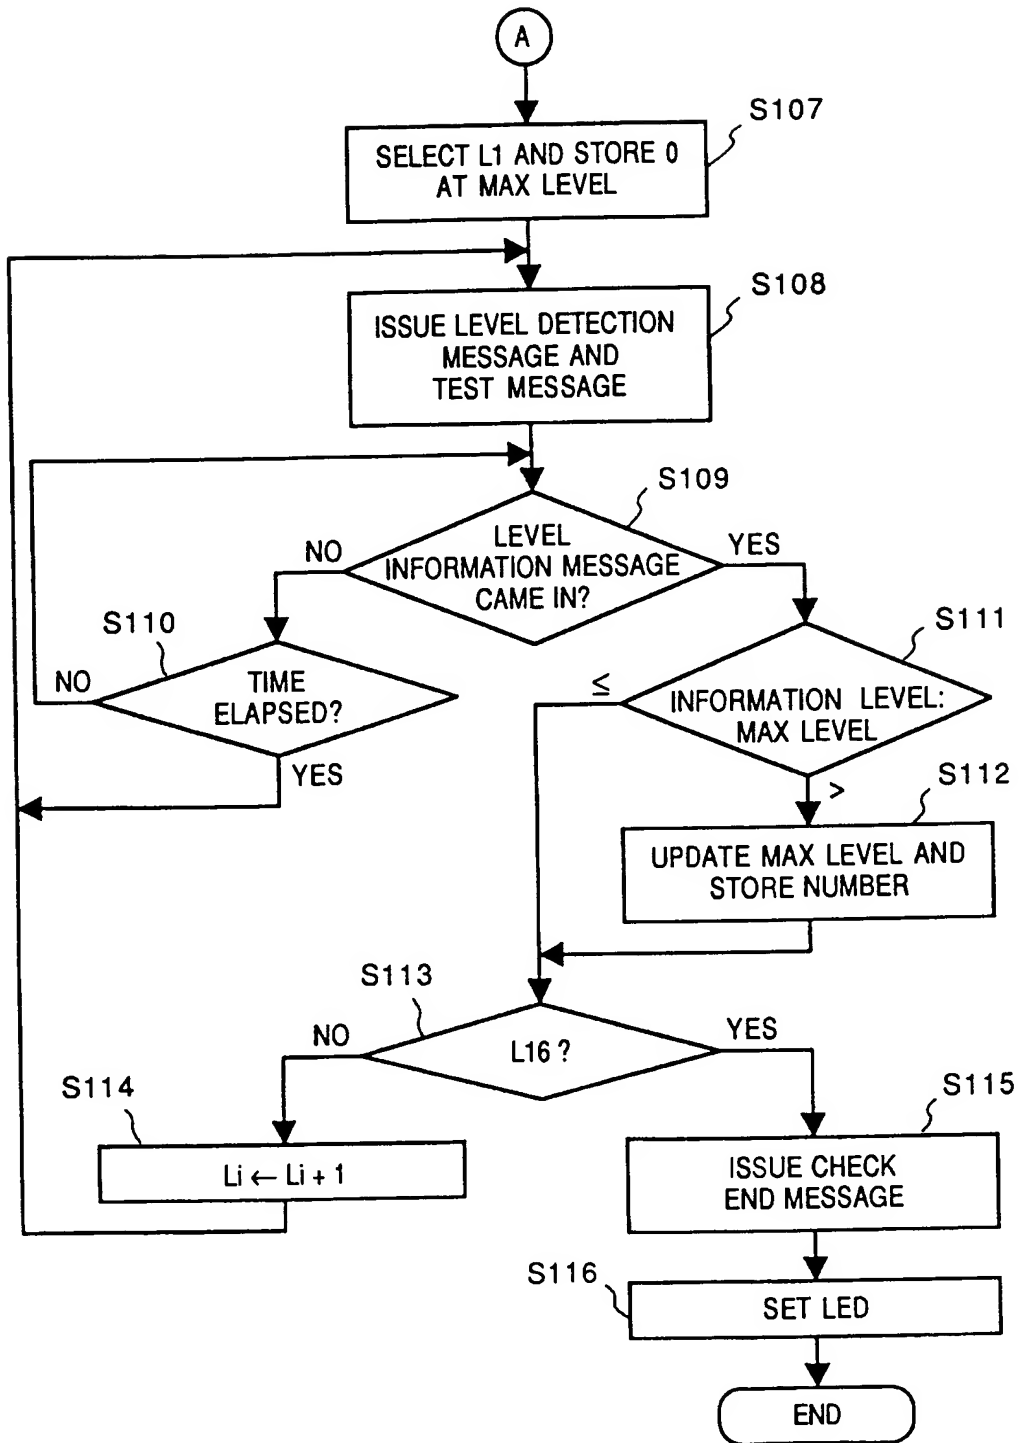 A
S107
SELECT L1 AND STORE 0
AT MAX LEVEL
S108
ISSUE LEVEL DETECTION
MESSAGE AND
TEST MESSAGE
S109
LEVEL
INFORMATION MESSAGE
CAME IN?
NO
YES
S110
TIME
ELAPSED?
NO
YES
S111
INFORMATION LEVEL:
MAX LEVEL
≤
>
S112
UPDATE MAX LEVEL AND
STORE NUMBER
S113
L16 ?
NO
YES
S114
Li ← Li + 1
S115
ISSUE CHECK
END MESSAGE
S116
SET LED
END